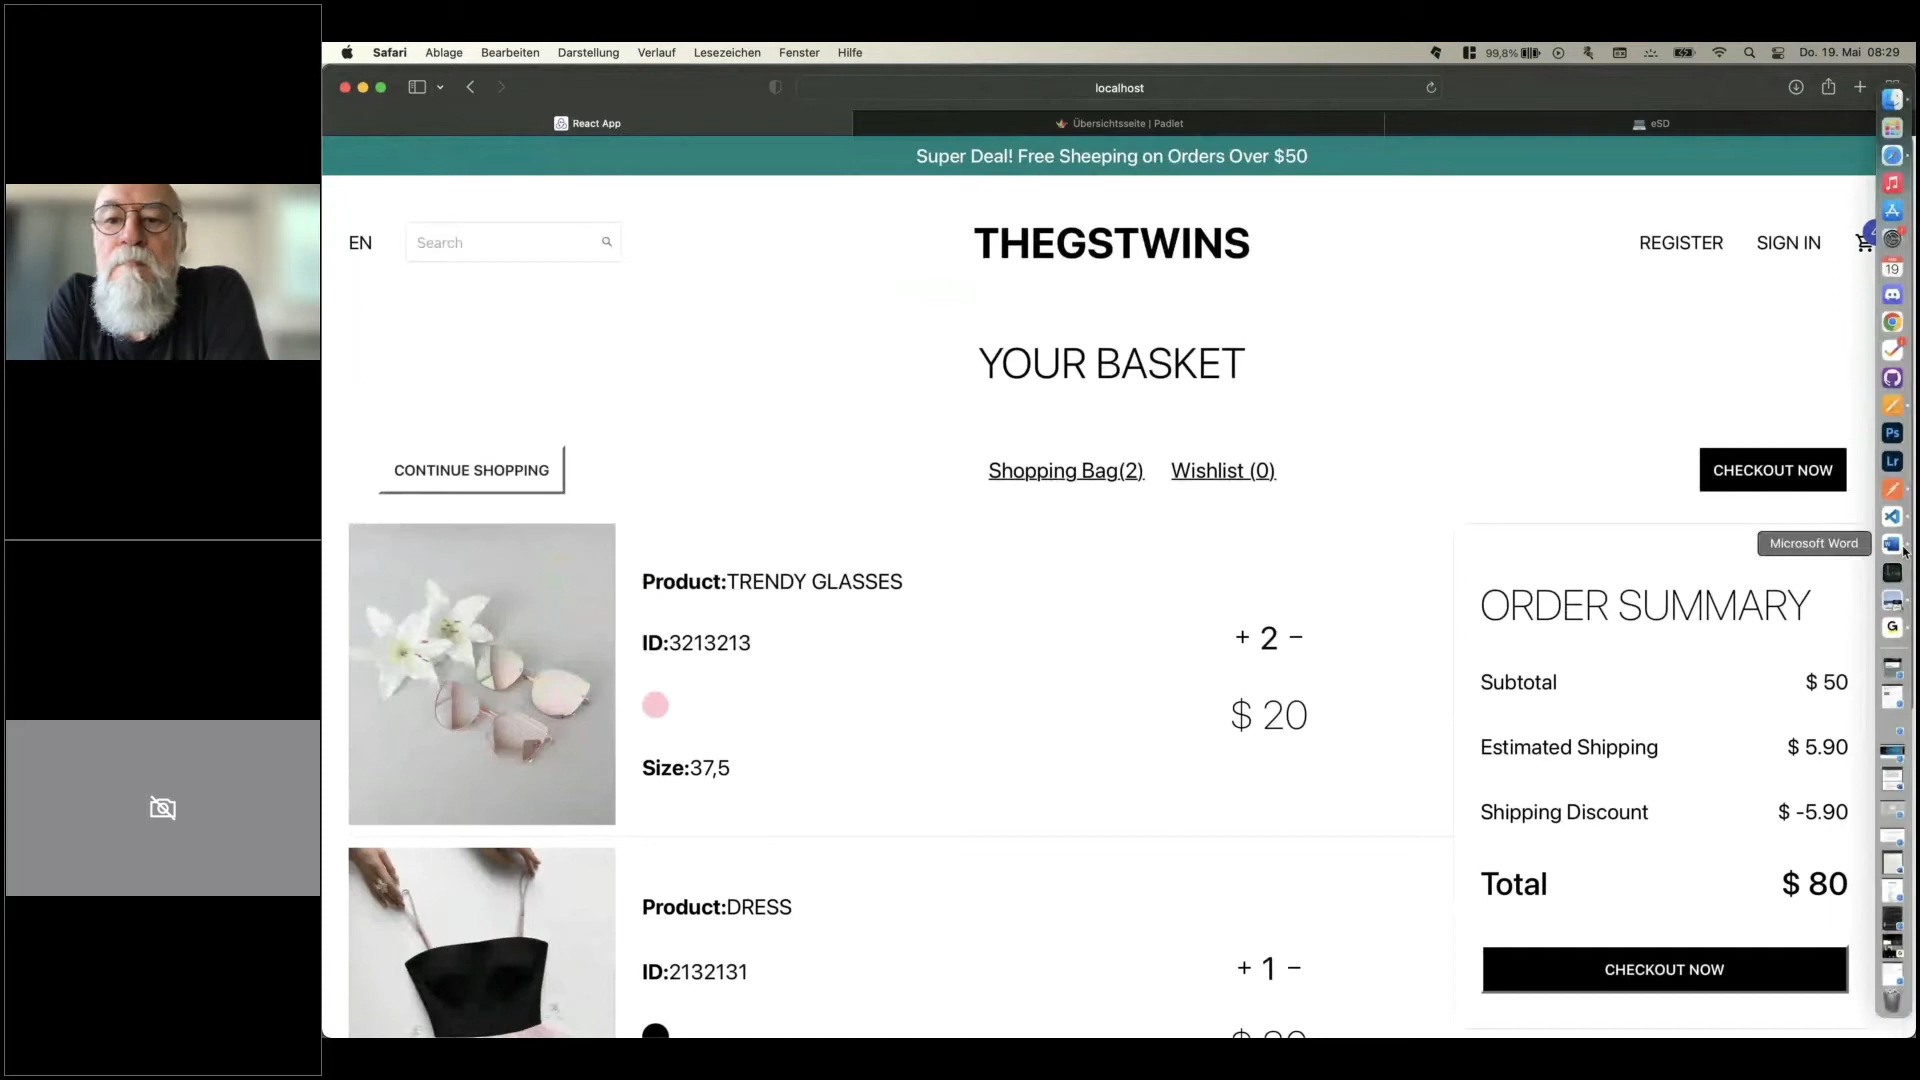 Safari Ablage Bearbeiten Darstellung Verlauf Lesezeichen Fenster Hilfe 99,8% Do. 19. Mai 08:29
localhost
React App Übersichtsseite | Padlet eSD
Super Deal! Free Sheeping on Orders Over $50
EN Search THEGSTWINS REGISTER SIGN IN
19
YOUR BASKET
CONTINUE SHOPPING Shopping Bag(2) Wishlist (0) CHECKOUT NOW
Ps
Lr
Microsoft Word
Product:TRENDY GLASSES
ID:3213213
+ 2 −
$ 20
Size:37,5
Product:DRESS
ID:2132131
+ 1 −
ORDER SUMMARY
Subtotal $ 50
Estimated Shipping $ 5.90
Shipping Discount $ -5.90
Total $ 80
CHECKOUT NOW